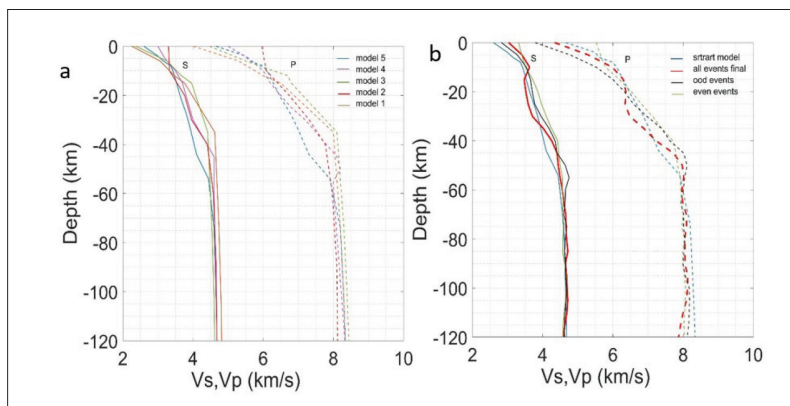 a
S
P
model 5
model 4
model 3
model 2
model 1
0
-20
-40
-60
-80
-100
-120
Depth (km)
2
4
6
8
10
Vs,Vp (km/s)
b
S
P
srtrart model
all events final
ood events
even events
0
-20
-40
-60
-80
-100
-120
Depth (km)
2
4
6
8
10
Vs,Vp (km/s)